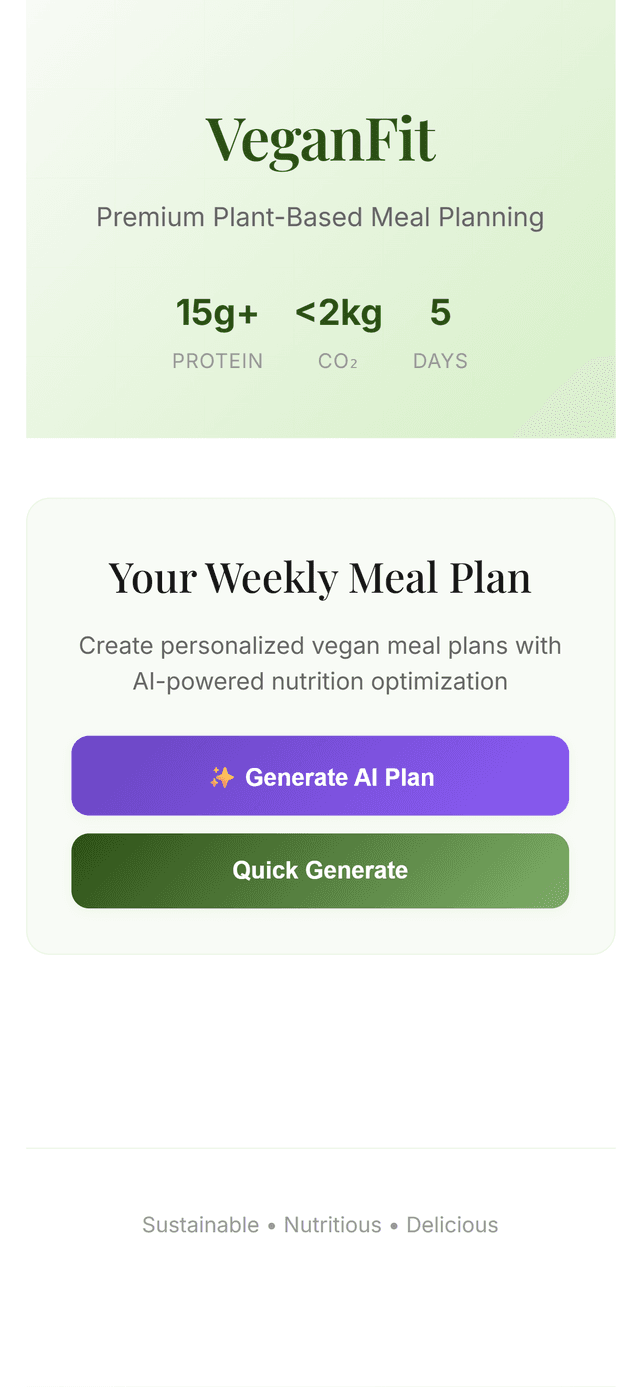 VeganFit
Premium Plant-Based Meal Planning
15g+ <2kg 5
PROTEIN CO₂ DAYS
Your Weekly Meal Plan
Create personalized vegan meal plans with
AI-powered nutrition optimization
✨ Generate AI Plan
Quick Generate
Sustainable • Nutritious • Delicious